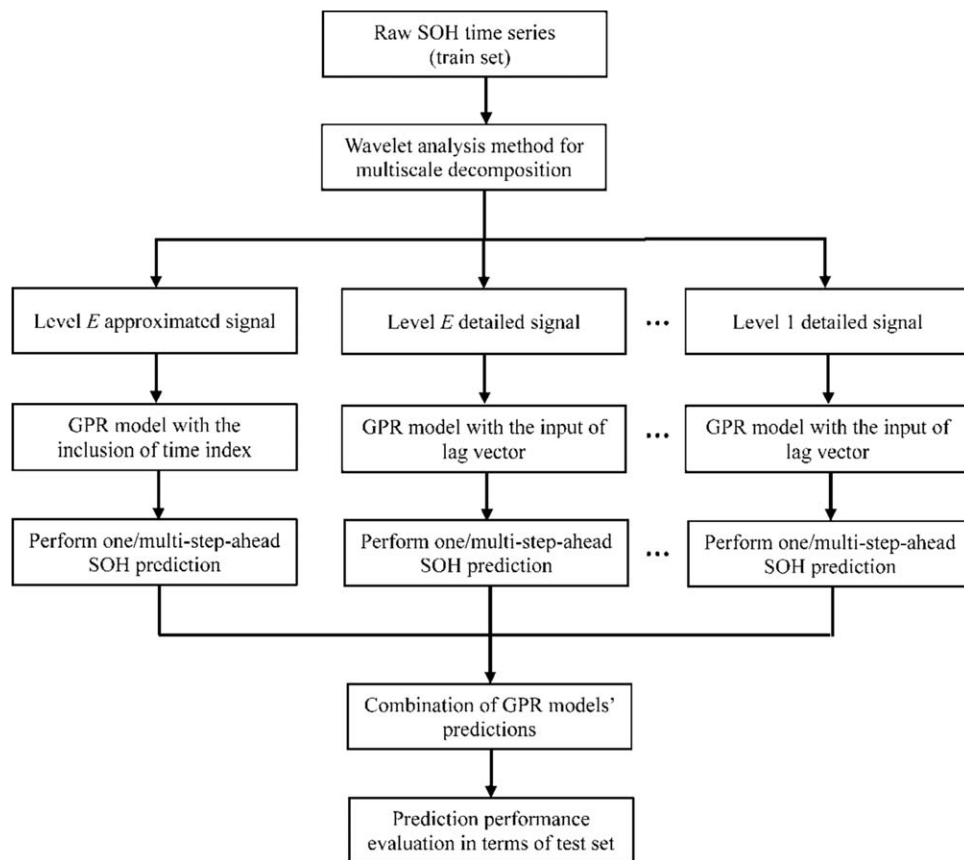 Raw SOH time series
(train set)
Wavelet analysis method for
multiscale decomposition
Level E approximated signal
Level E detailed signal
...
Level 1 detailed signal
GPR model with the
inclusion of time index
GPR model with the input of
lag vector
...
GPR model with the input of
lag vector
Perform one/multi-step-ahead
SOH prediction
Perform one/multi-step-ahead
SOH prediction
...
Perform one/multi-step-ahead
SOH prediction
Combination of GPR models’
predictions
Prediction performance
evaluation in terms of test set